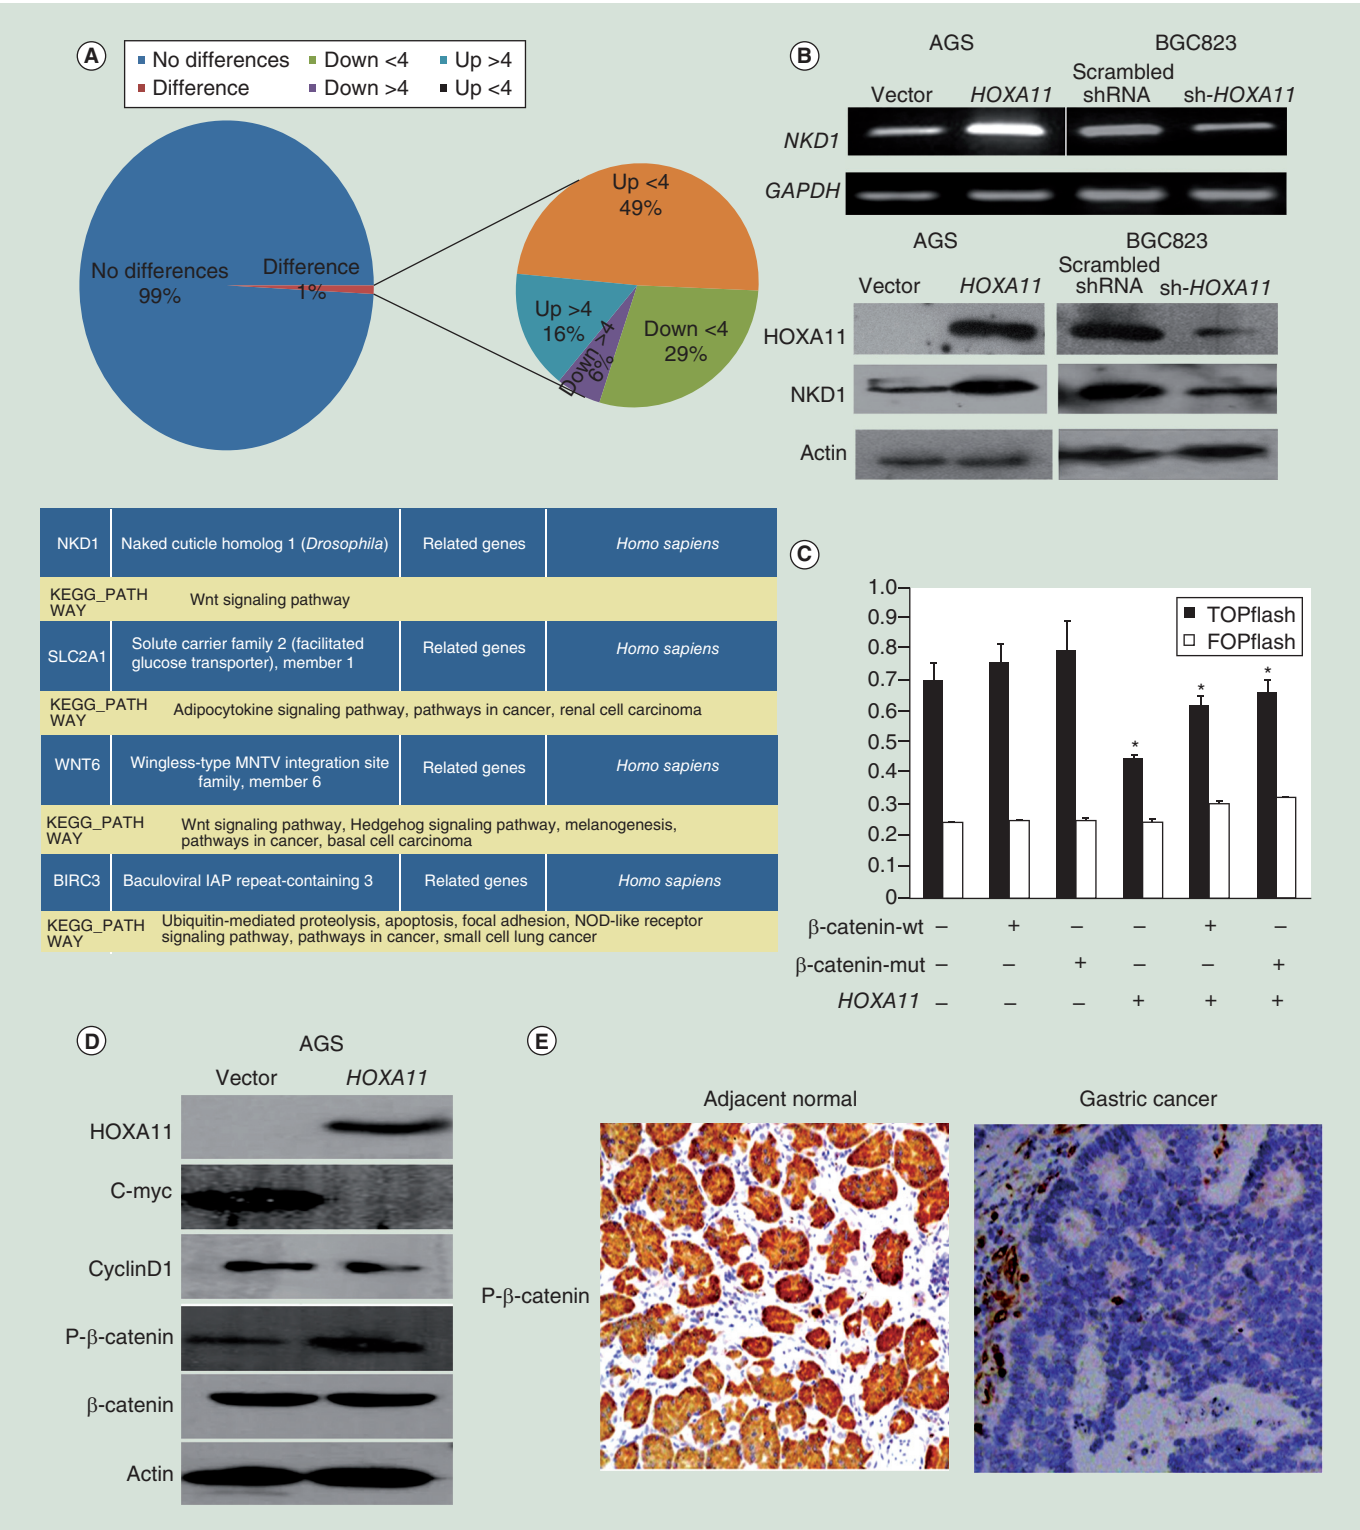 A
No differences Down <4 Up >4
Difference Down >4 Up <4
No differences
99%
Difference
1%
Up <4
49%
Up >4
16%
Down >4
6%
Down <4
29%
NKD1 Naked cuticle homolog 1 (Drosophila) Related genes Homo sapiens
KEGG_PATH
WAY
Wnt signaling pathway
SLC2A1
Solute carrier family 2 (facilitated
glucose transporter), member 1
Related genes Homo sapiens
KEGG_PATH
WAY
Adipocytokine signaling pathway, pathways in cancer, renal cell carcinoma
WNT6
Wingless-type MNTV integration site
family, member 6
Related genes Homo sapiens
KEGG_PATH
WAY
Wnt signaling pathway, Hedgehog signaling pathway, melanogenesis,
pathways in cancer, basal cell carcinoma
BIRC3 Baculoviral IAP repeat-containing 3 Related genes Homo sapiens
KEGG_PATH
WAY
Ubiquitin-mediated proteolysis, apoptosis, focal adhesion, NOD-like receptor
signaling pathway, pathways in cancer, small cell lung cancer
B
AGS BGC823
Vector HOXA11
Scrambled
shRNA
sh-HOXA11
NKD1
GAPDH
AGS BGC823
Vector HOXA11
Scrambled
shRNA
sh-HOXA11
HOXA11
NKD1
Actin
C
1.0
0.9
0.8
0.7
0.6
0.5
0.4
0.3
0.2
0.1
0
TOPflash
FOPflash
* * *
β-catenin-wt – + – – + –
β-catenin-mut – – + – – +
HOXA11 – – – + + +
D
AGS
Vector HOXA11
HOXA11
C-myc
CyclinD1
P-β-catenin
β-catenin
Actin
E
Adjacent normal Gastric cancer
P-β-catenin